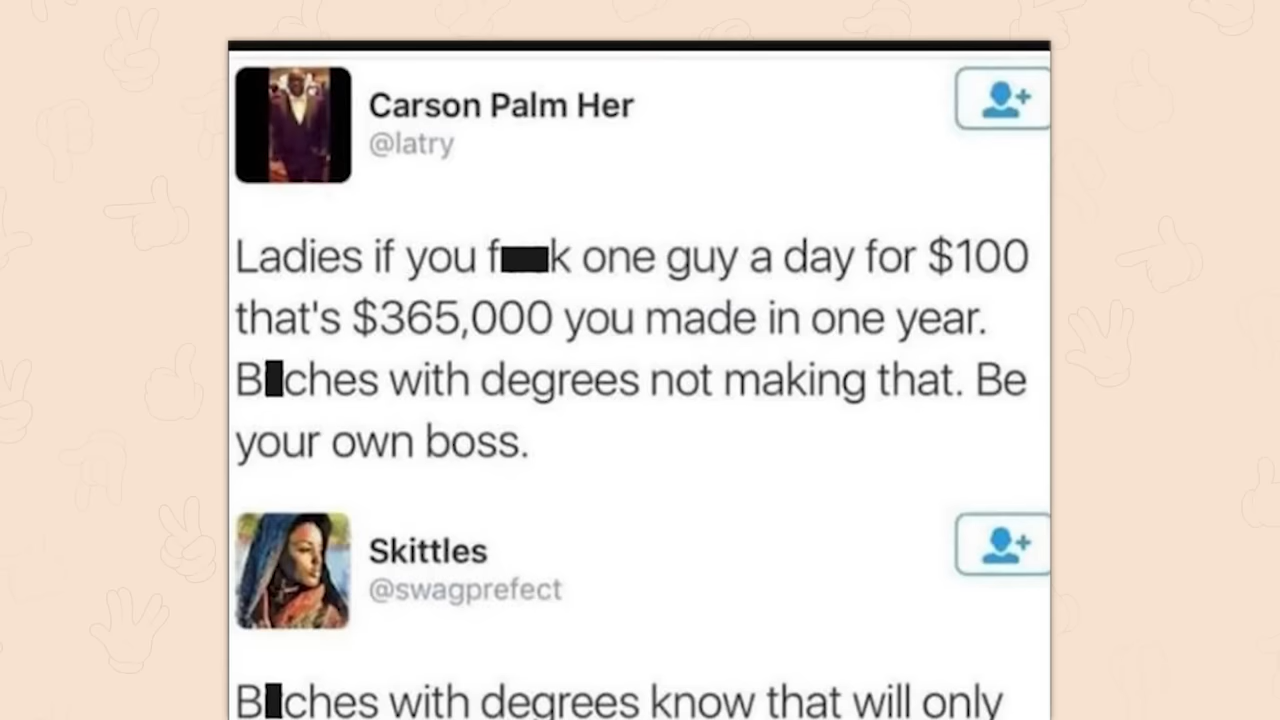 Carson Palm Her
@latry
Ladies if you f██k one guy a day for $100
that's $365,000 you made in one year.
B█ches with degrees not making that. Be
your own boss.
Skittles
@swagprefect
B█ches with degrees know that will only